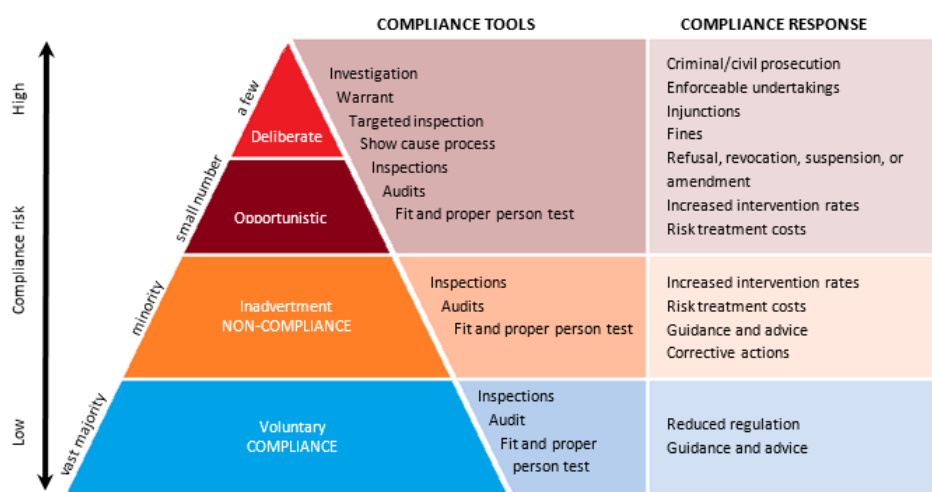 COMPLIANCE TOOLS
COMPLIANCE RESPONSE
High
Compliance risk
Low
a few
small number
minority
vast majority
Deliberate
Opportunistic
Inadvertment
NON-COMPLIANCE
Voluntary
COMPLIANCE
Investigation
Warrant
Targeted inspection
Show cause process
Inspections
Audits
Fit and proper person test
Criminal/civil prosecution
Enforceable undertakings
Injunctions
Fines
Refusal, revocation, suspension, or
amendment
Increased intervention rates
Risk treatment costs
Inspections
Audits
Fit and proper person test
Increased intervention rates
Risk treatment costs
Guidance and advice
Corrective actions
Inspections
Audit
Fit and proper
person test
Reduced regulation
Guidance and advice